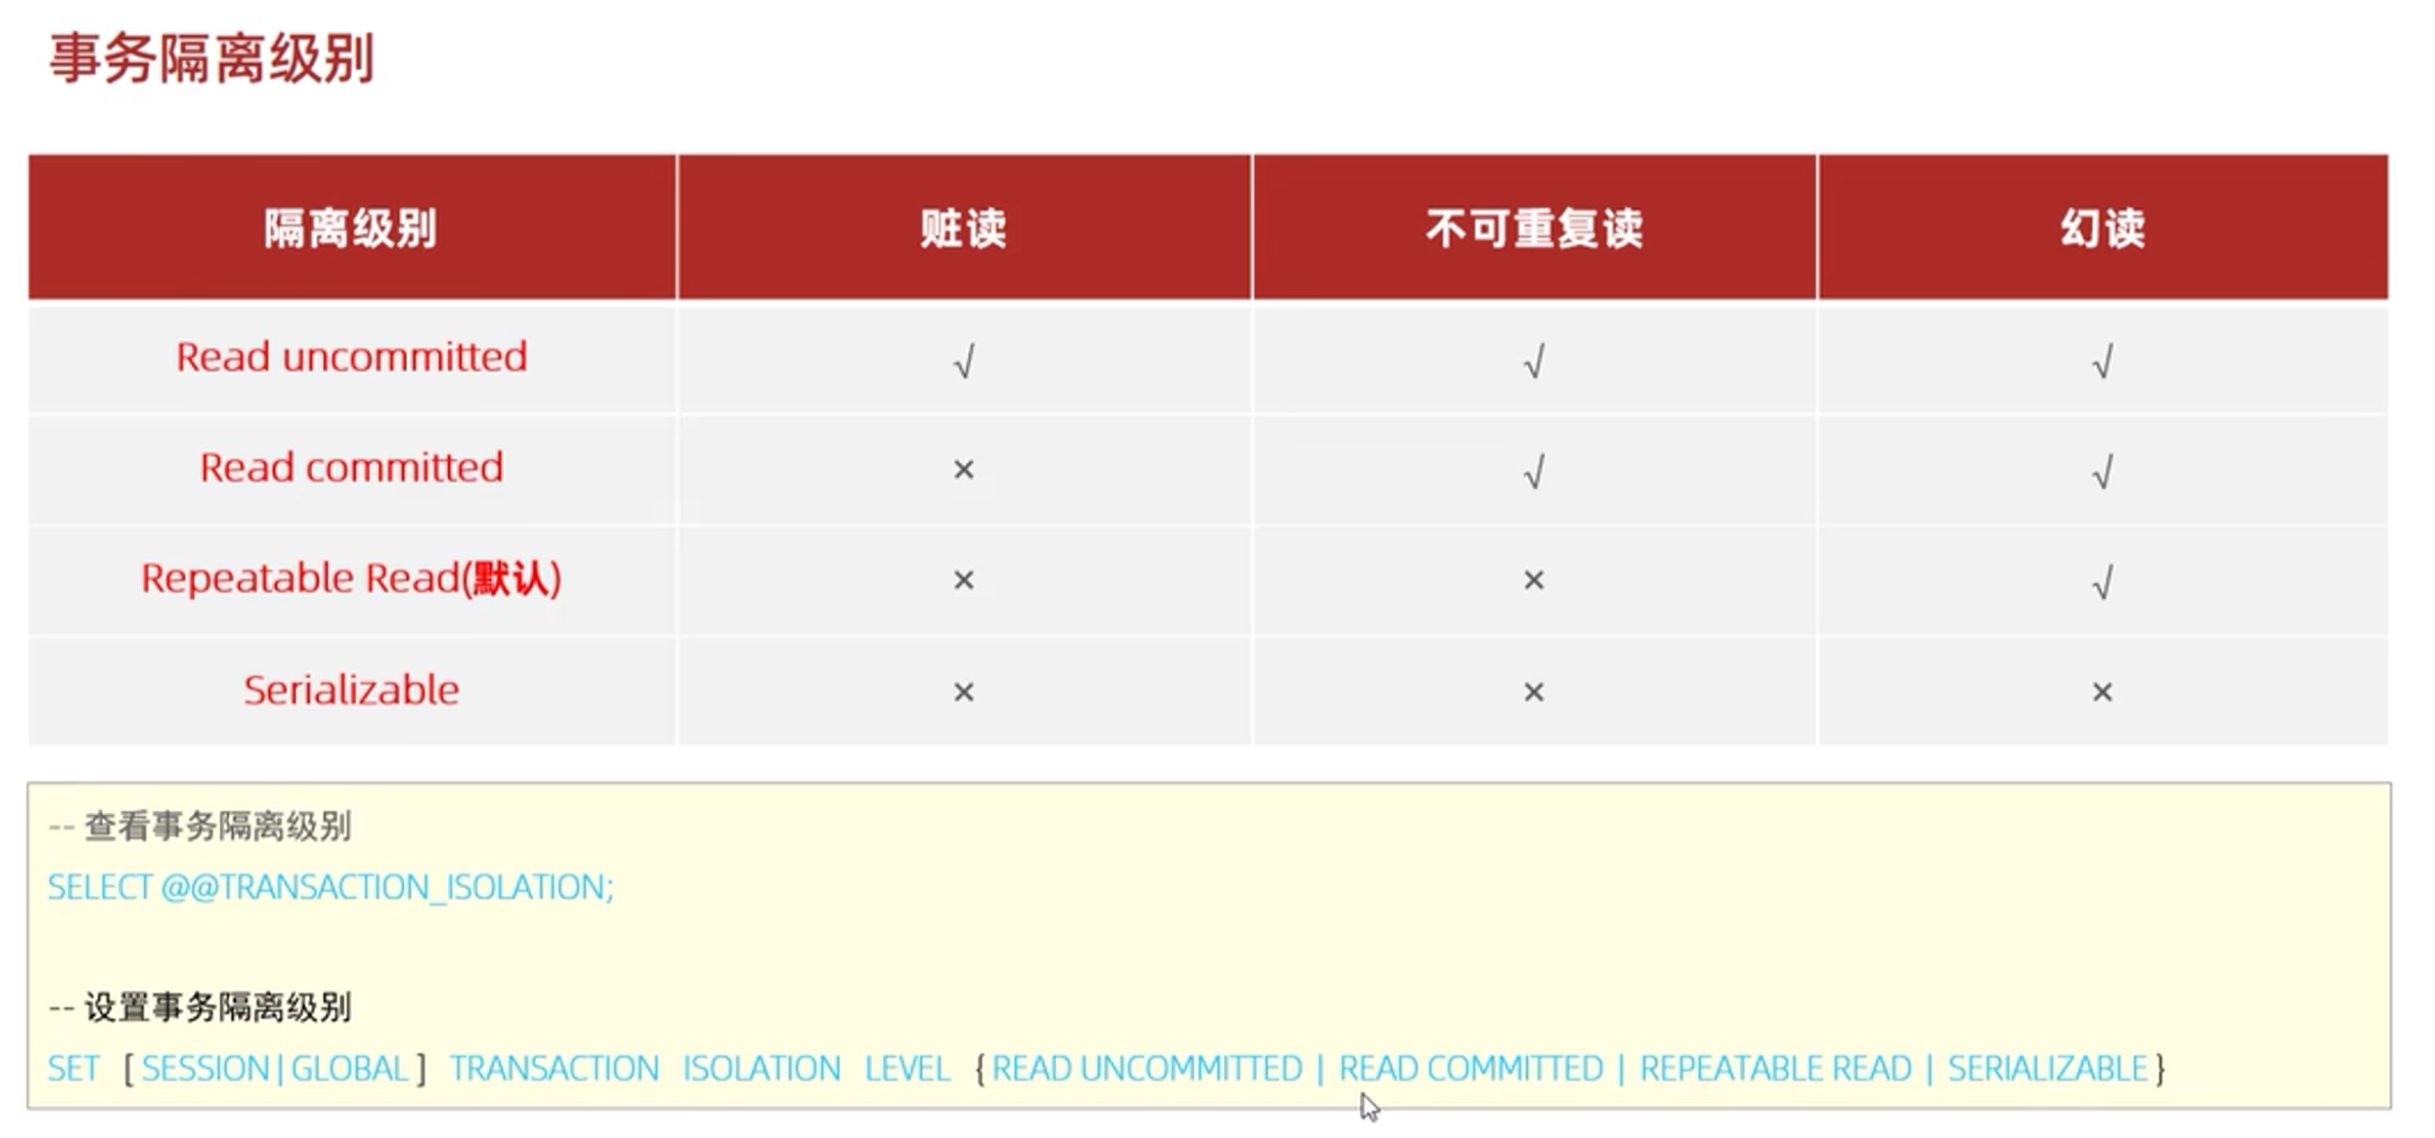 事务隔离级别
隔离级别 赃读 不可重复读 幻读
Read uncommitted √ √ √
Read committed × √ √
Repeatable Read(默认) × × √
Serializable × × ×
-- 查看事务隔离级别
SELECT @@TRANSACTION_ISOLATION;
-- 设置事务隔离级别
SET [ SESSION | GLOBAL ] TRANSACTION ISOLATION LEVEL { READ UNCOMMITTED | READ COMMITTED | REPEATABLE READ | SERIALIZABLE }